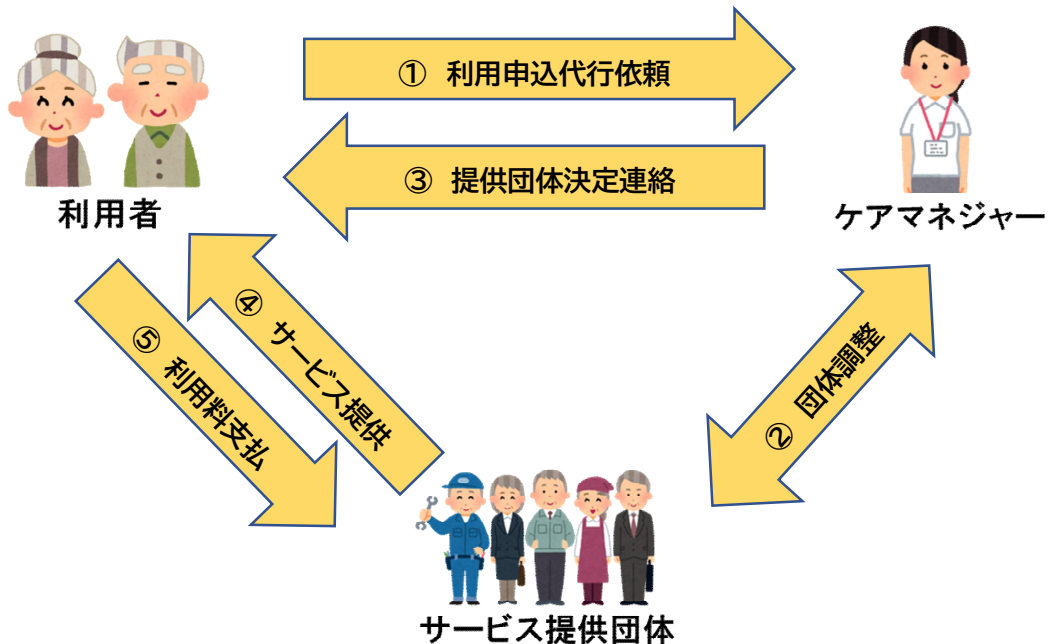 ① 利用申込代行依頼
③ 提供団体決定連絡
利用者
ケアマネジャー
④ サービス提供
⑤ 利用料支払
② 団体調整
サービス提供団体